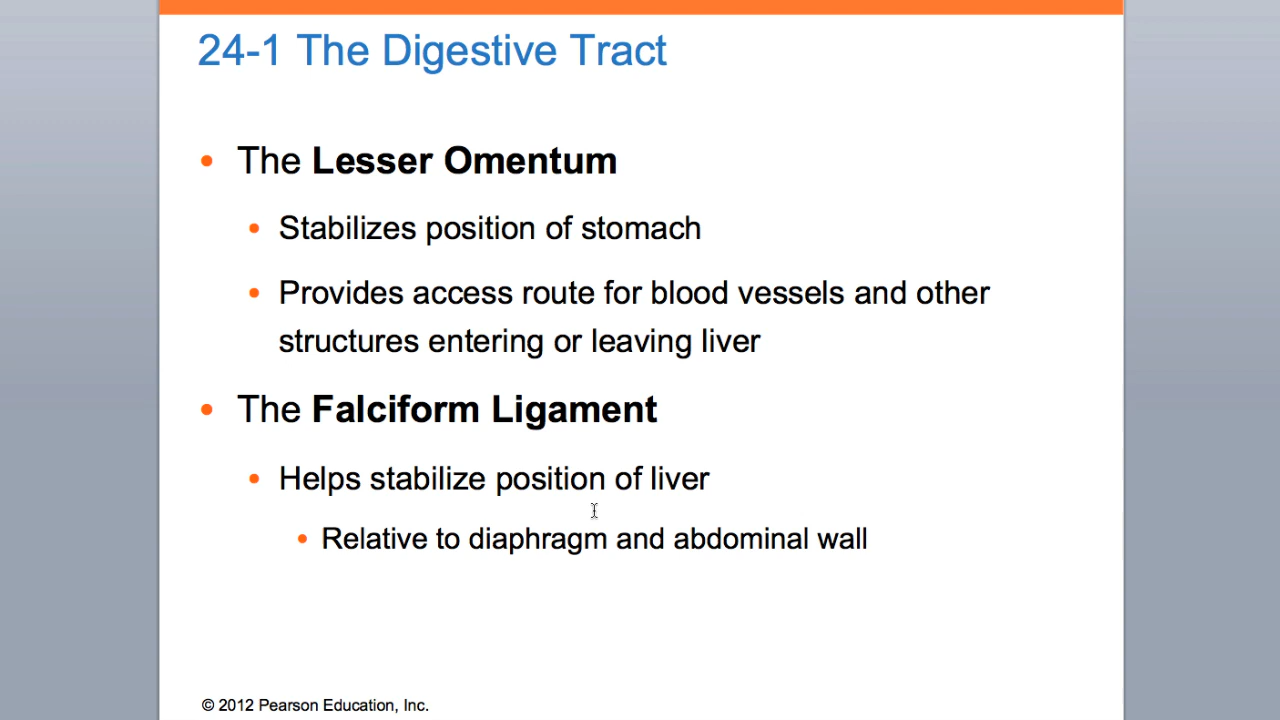 24-1 The Digestive Tract
• The Lesser Omentum
• Stabilizes position of stomach
• Provides access route for blood vessels and other
structures entering or leaving liver
• The Falciform Ligament
• Helps stabilize position of liver
• Relative to diaphragm and abdominal wall
© 2012 Pearson Education, Inc.